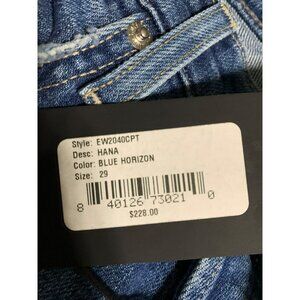 Style: EW2040CPT
Desc: HANA
Color: BLUE HORIZON
Size: 29
8 40126 73021 0
$228.00